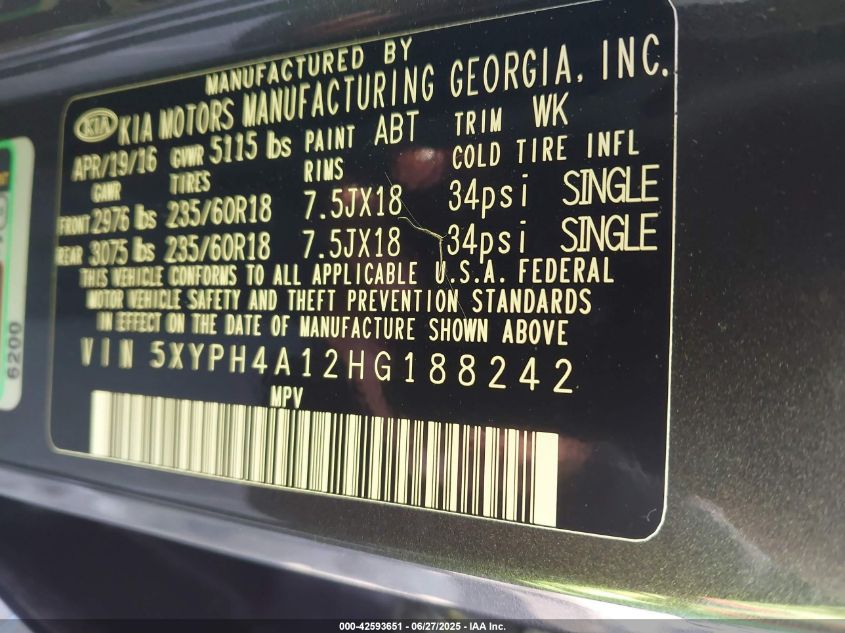 MANUFACTURED BY
KIA KIA MOTORS MANUFACTURING GEORGIA, INC.
APR/19/16 GVWR 5115 lbs PAINT ABT TRIM WK
GAWR TIRES RIMS COLD TIRE INFL
FRONT 2976 lbs 235/60R18 7.5JX18 34psi SINGLE
REAR 3075 lbs 235/60R18 7.5JX18 34psi SINGLE
THIS VEHICLE CONFORMS TO ALL APPLICABLE U.S.A. FEDERAL
MOTOR VEHICLE SAFETY AND THEFT PREVENTION STANDARDS
IN EFFECT ON THE DATE OF MANUFACTURE SHOWN ABOVE
VIN 5XYPH4A12HG188242
MPV
6200
000-42593651 - 06/27/2025 - IAA Inc.